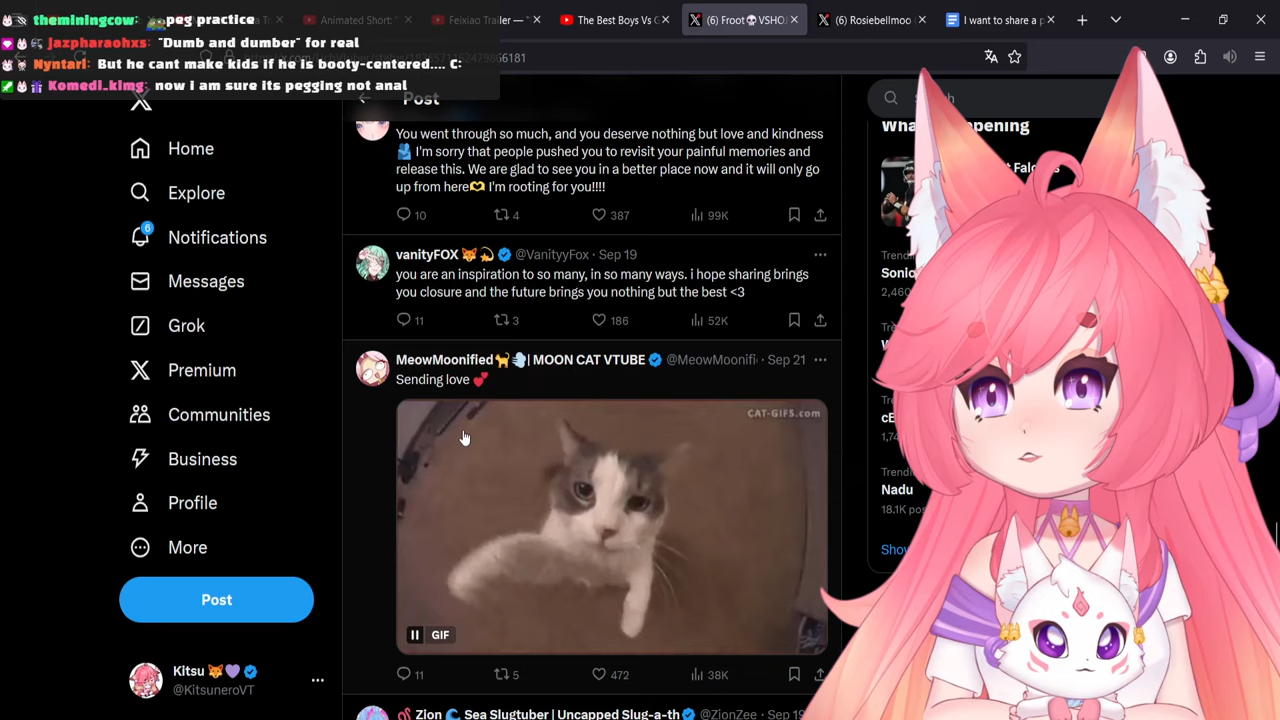 theminingcow: peg practice
Jazpharaohxs: "Dumb and dumber" for real
Nyntarl: But he cant make kids if he is booty-centered.... C:
Komedi_kimg: now i am sure its pegging not anal
Animated Short: "
Feixiao Trailer — "
The Best Boys Vs G
(6) Froot💀 VSHO
(6) Rosiebellmoo
I want to share a p
Post
Home
Explore
6
Notifications
Messages
Grok
Premium
Communities
Business
Profile
More
Post
Kitsu 🦊💜
@KitsuneroVT
You went through so much, and you deserve nothing but love and kindness
🫂 I'm sorry that people pushed you to revisit your painful memories and
release this. We are glad to see you in a better place now and it will only go
up from here🫶 I'm rooting for you!!!!
10 4 387 99K
vanityFOX 🦊💫 @VanityyFox · Sep 19
you are an inspiration to so many, in so many ways. i hope sharing brings
you closure and the future brings you nothing but the best <3
11 3 186 52K
MeowMoonified🐈💨| MOON CAT VTUBE @MeowMoonifi · Sep 21
Sending love 💕
CAT-GIFS.com
GIF
11 5 472 38K
Zion 🌊 Sea Slugtuber | Uncapped Slug-a-th @ZionZee · Sep 19
Nadu